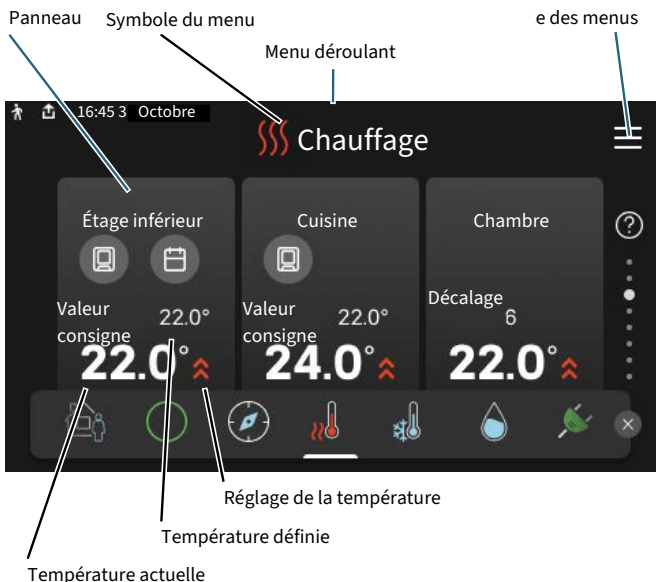 Panneau
Symbole du menu
e des menus
Menu déroulant
16:45 3 Octobre
Chauffage
Étage inférieur
Cuisine
Chambre
?
Valeur consigne 22.0°
Valeur consigne 22.0°
Décalage 6
22.0°
24.0°
22.0°
Réglage de la température
Température définie
Température actuelle